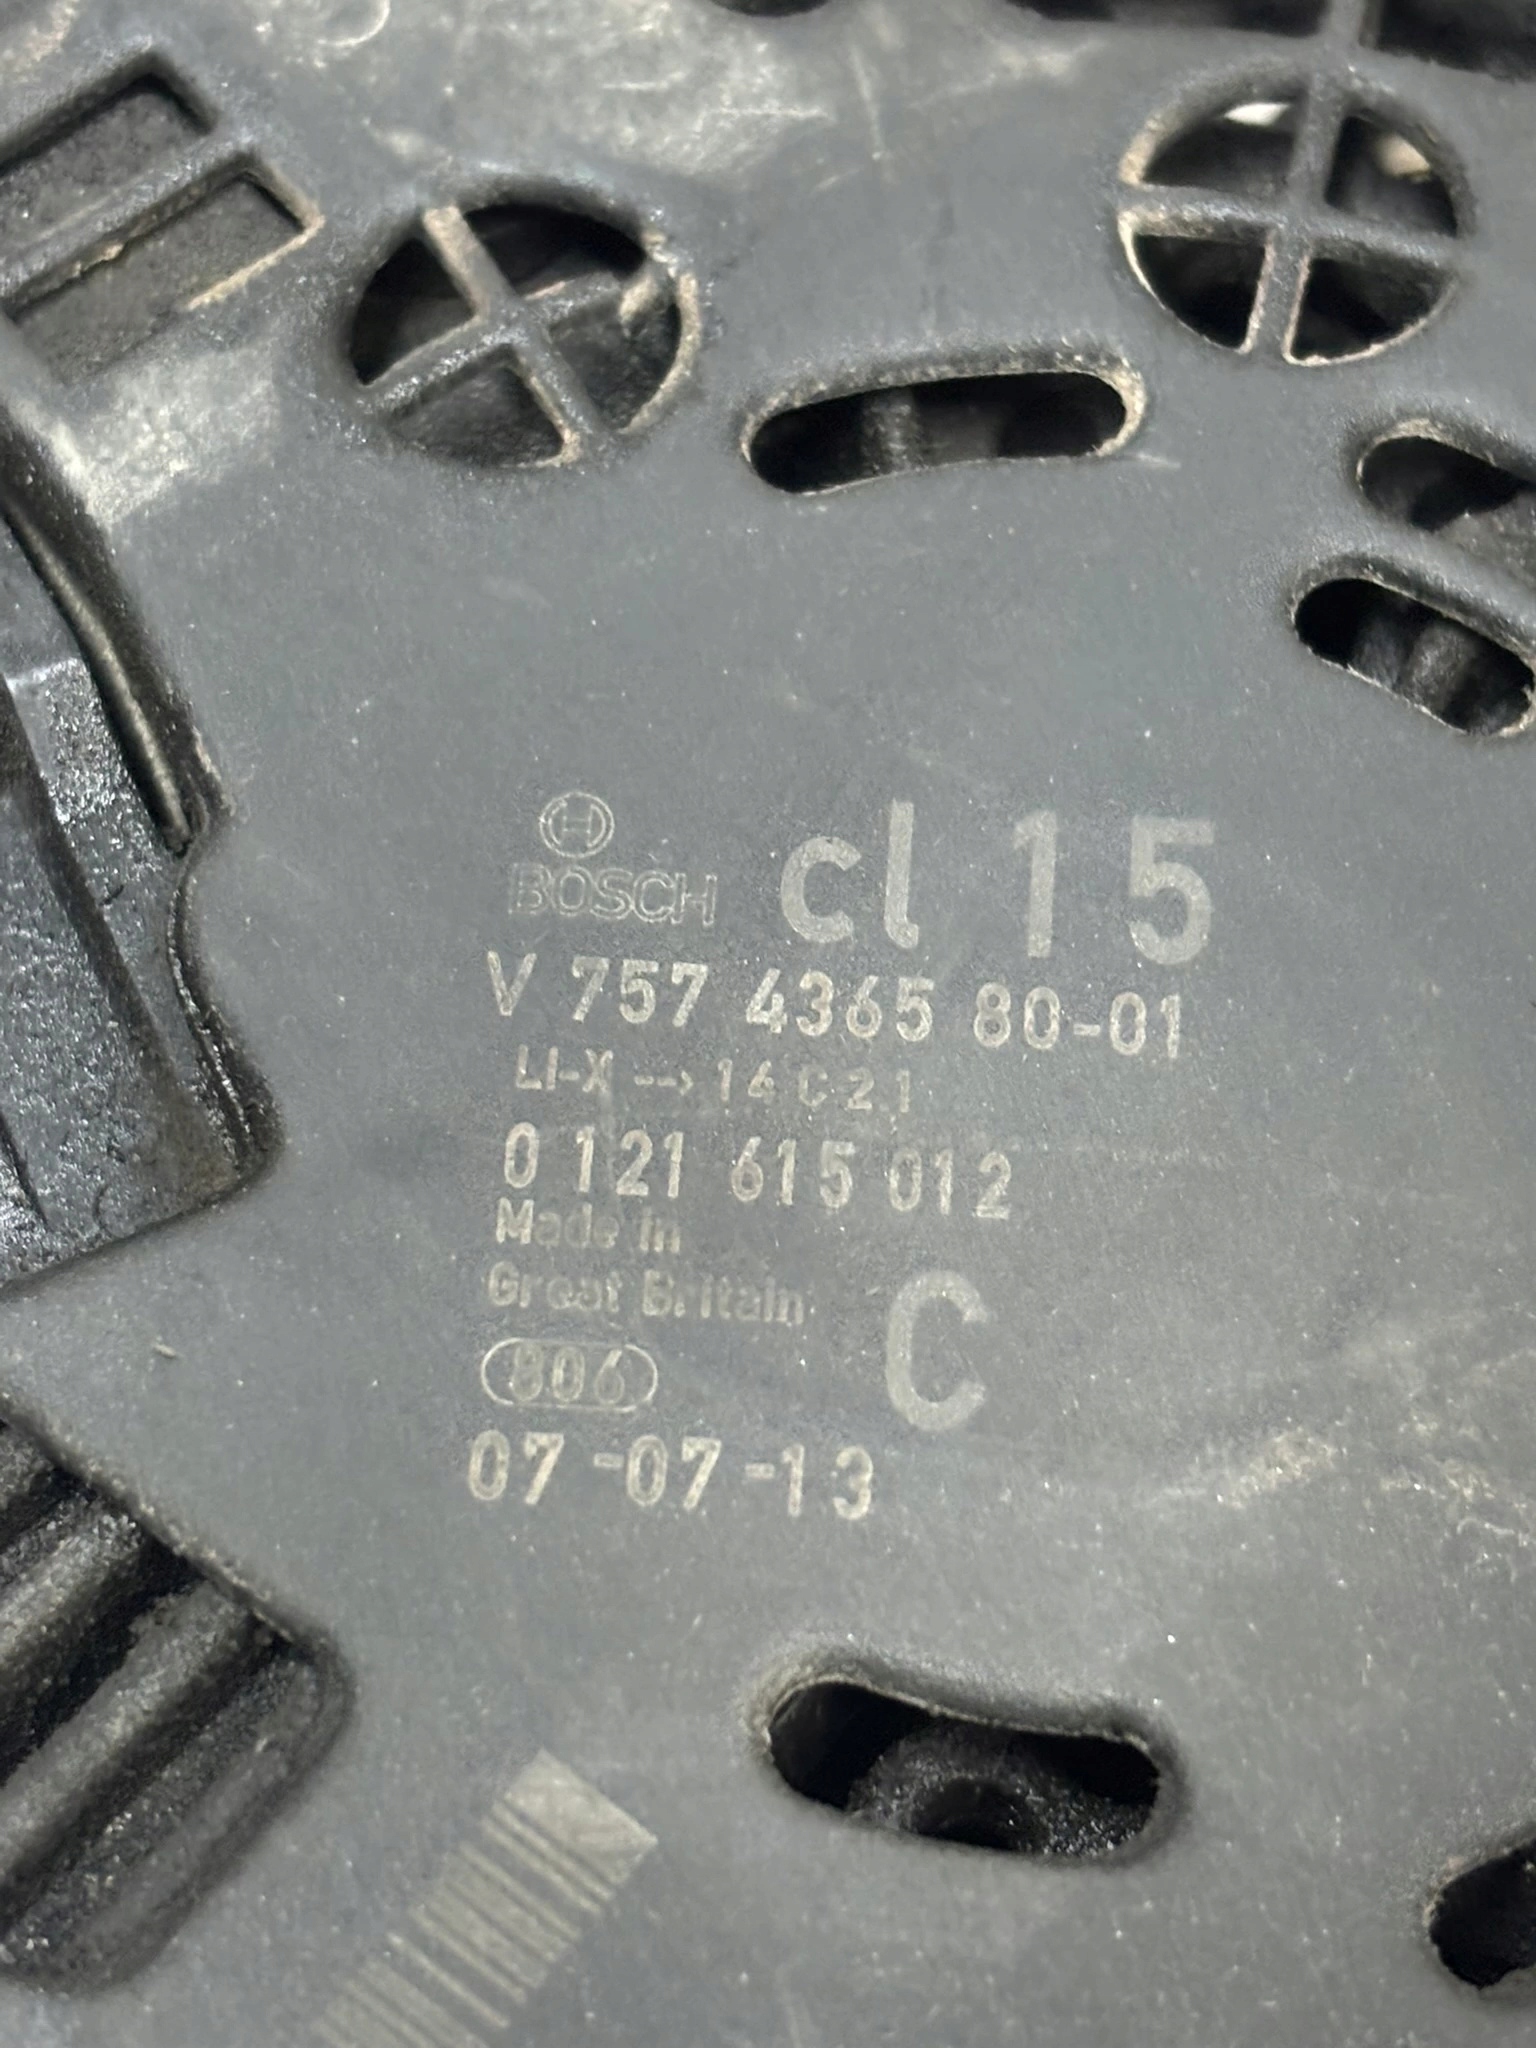 BOSCH cl 15
V 757 4365 80-01
LI-X --> 14 C 2.1
0 121 615 012
Made in
Great Britain C
806
07-07-13